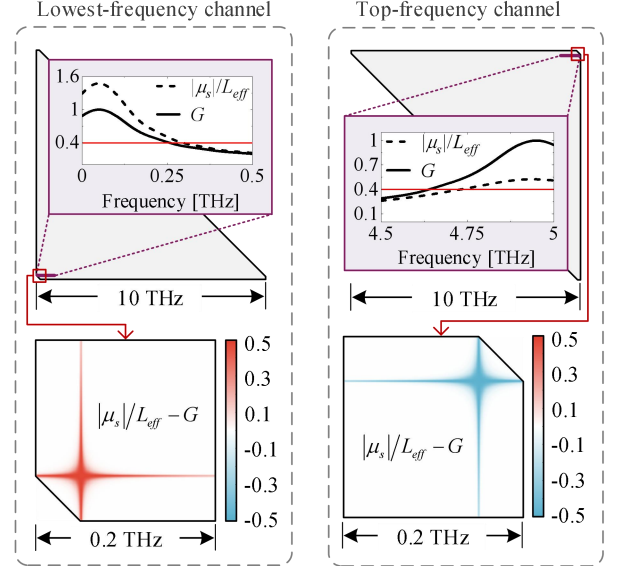 Lowest-frequency channel
1.6
1
0.4
|μs|/Leff
G
0
0.25
0.5
Frequency [THz]
10 THz
|μs|/Leff − G
0.5
0.3
0.1
-0.1
-0.3
-0.5
0.2 THz
Top-frequency channel
1
0.7
0.4
0.1
|μs|/Leff
G
4.5
4.75
5
Frequency [THz]
10 THz
|μs|/Leff − G
0.5
0.3
0.1
-0.1
-0.3
-0.5
0.2 THz